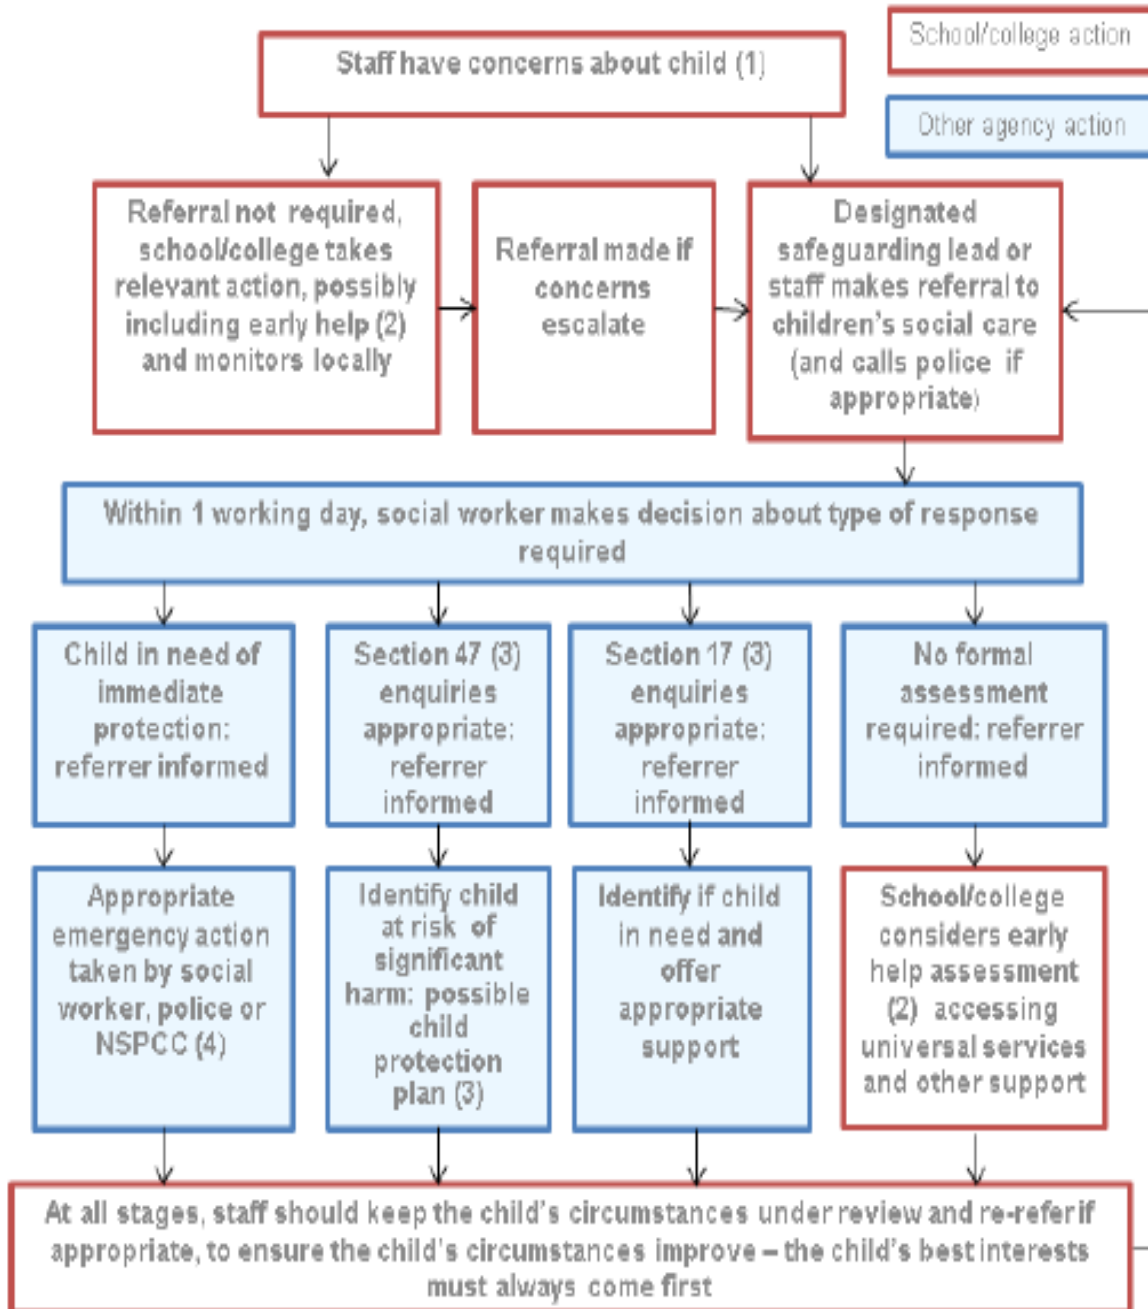 School/college action
Staff have concerns about child (1)
Other agency action
Referral not required,
school/college takes
relevant action, possibly
including early help (2)
and monitors locally
Referral made if
concerns
escalate
Designated
safeguarding lead or
staff makes referral to
children's social care
(and calls police if
appropriate)
Within 1 working day, social worker makes decision about type of response
required
Child in need of
immediate
protection:
referrer informed
Section 47 (3)
enquiries
appropriate:
referrer
informed
Section 17 (3)
enquiries
appropriate:
referrer
informed
No formal
assessment
required: referrer
informed
Appropriate
emergency action
taken by social
worker, police or
NSPCC (4)
Identify child
at risk of
significant
harm: possible
child
protection
plan (3)
Identify if child
in need and
offer
appropriate
support
School/college
considers early
help assessment
(2) accessing
universal services
and other support
At all stages, staff should keep the child's circumstances under review and re-refer if
appropriate, to ensure the child's circumstances improve – the child's best interests
must always come first